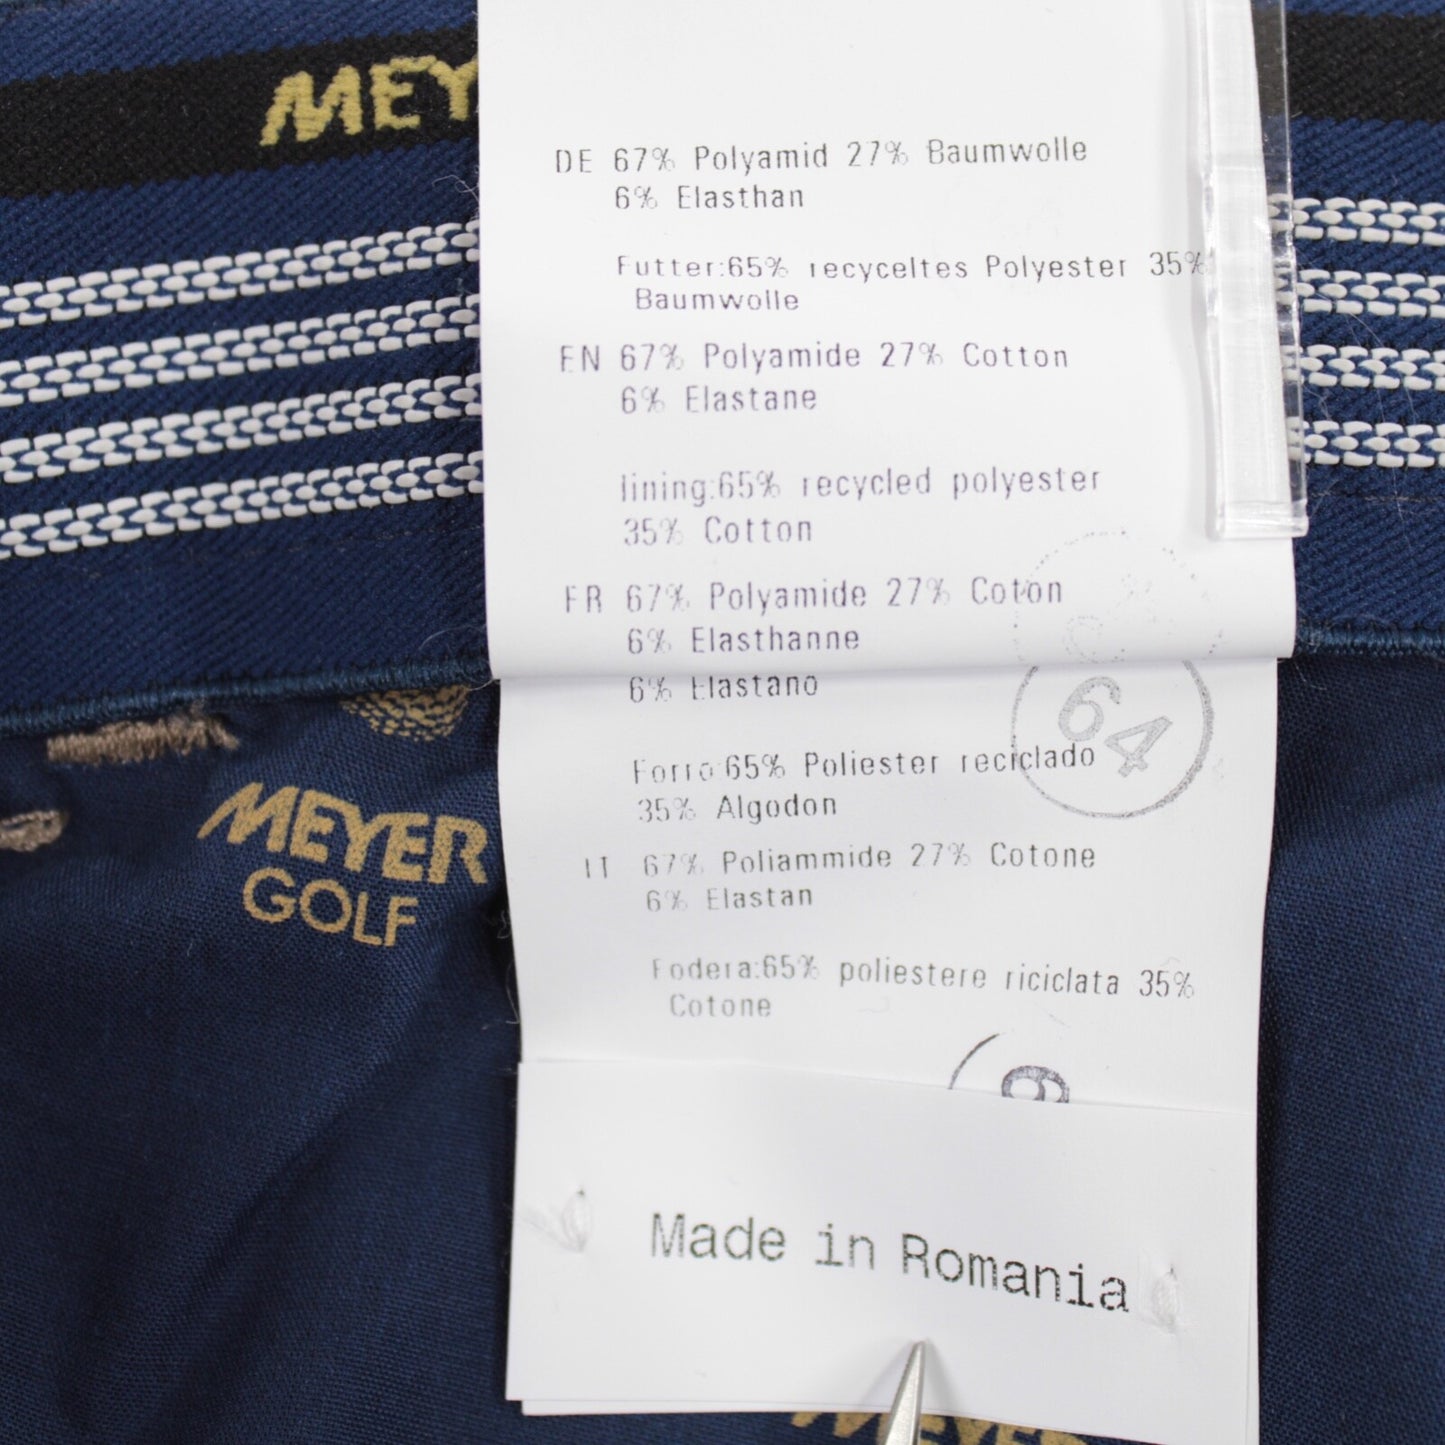 MEY
DE 67% Polyamid 27% Baumwolle
6% Elasthan
Futter:65% recyceltes Polyester 35%
Baumwolle
EN 67% Polyamide 27% Cotton
6% Elastane
lining:65% recycled polyester
35% Cotton
FR 67% Polyamide 27% Coton
6% Elasthanne
6% Elastano
64
Forro:65% Poliester reciclado
35% Algodon
IT 67% Poliammide 27% Cotone
6% Elastan
Fodera:65% poliestere riciclata 35%
Cotone
MEYER
GOLF
Made in Romania
MEYER